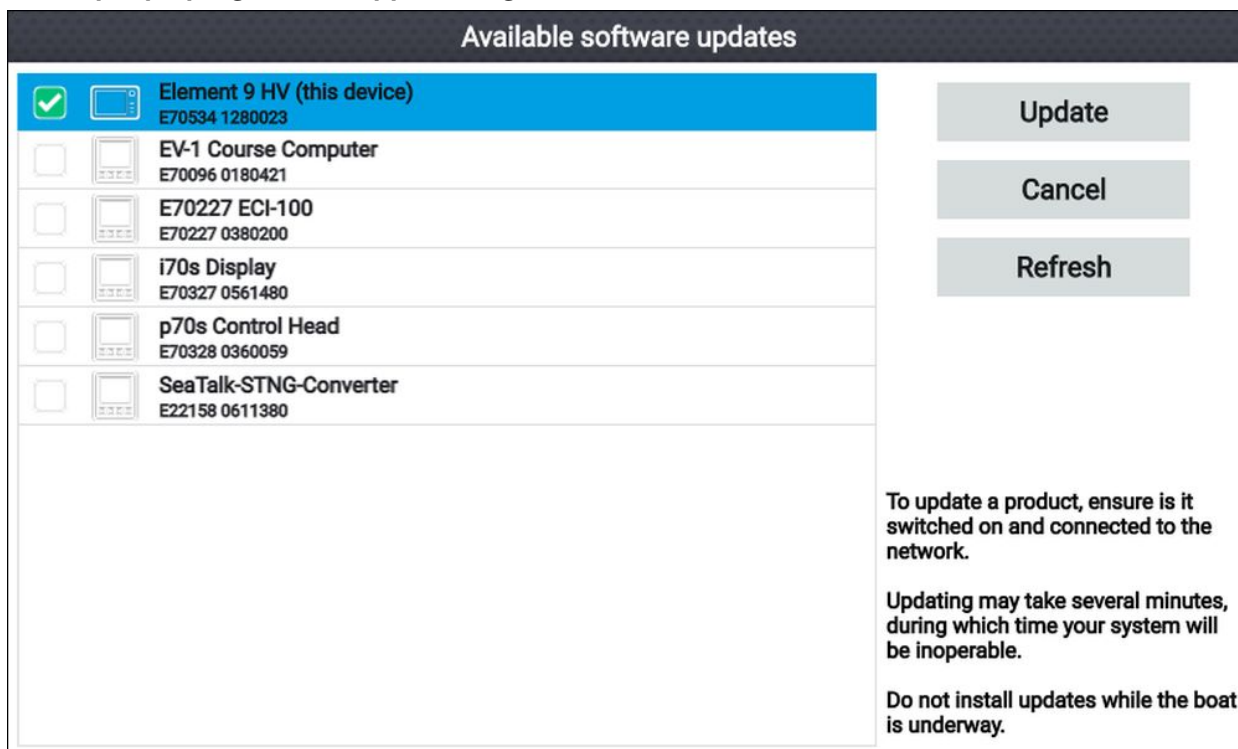 Available software updates
Element 9 HV (this device)
E70534 1280023
EV-1 Course Computer
E70096 0180421
E70227 ECI-100
E70227 0380200
i70s Display
E70327 0561480
p70s Control Head
E70328 0360059
SeaTalk-STNG-Converter
E22158 0611380
Update
Cancel
Refresh
To update a product, ensure is it
switched on and connected to the
network.
Updating may take several minutes,
during which time your system will
be inoperable.
Do not install updates while the boat
is underway.